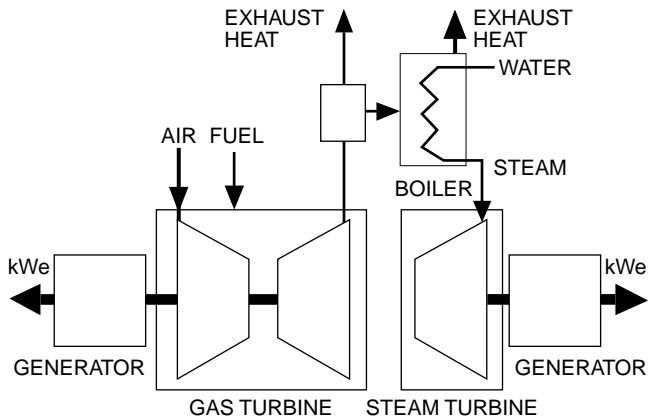 EXHAUST
HEAT
EXHAUST
HEAT
WATER
AIR
FUEL
STEAM
BOILER
kWe
kWe
GENERATOR
GENERATOR
GAS TURBINE
STEAM TURBINE